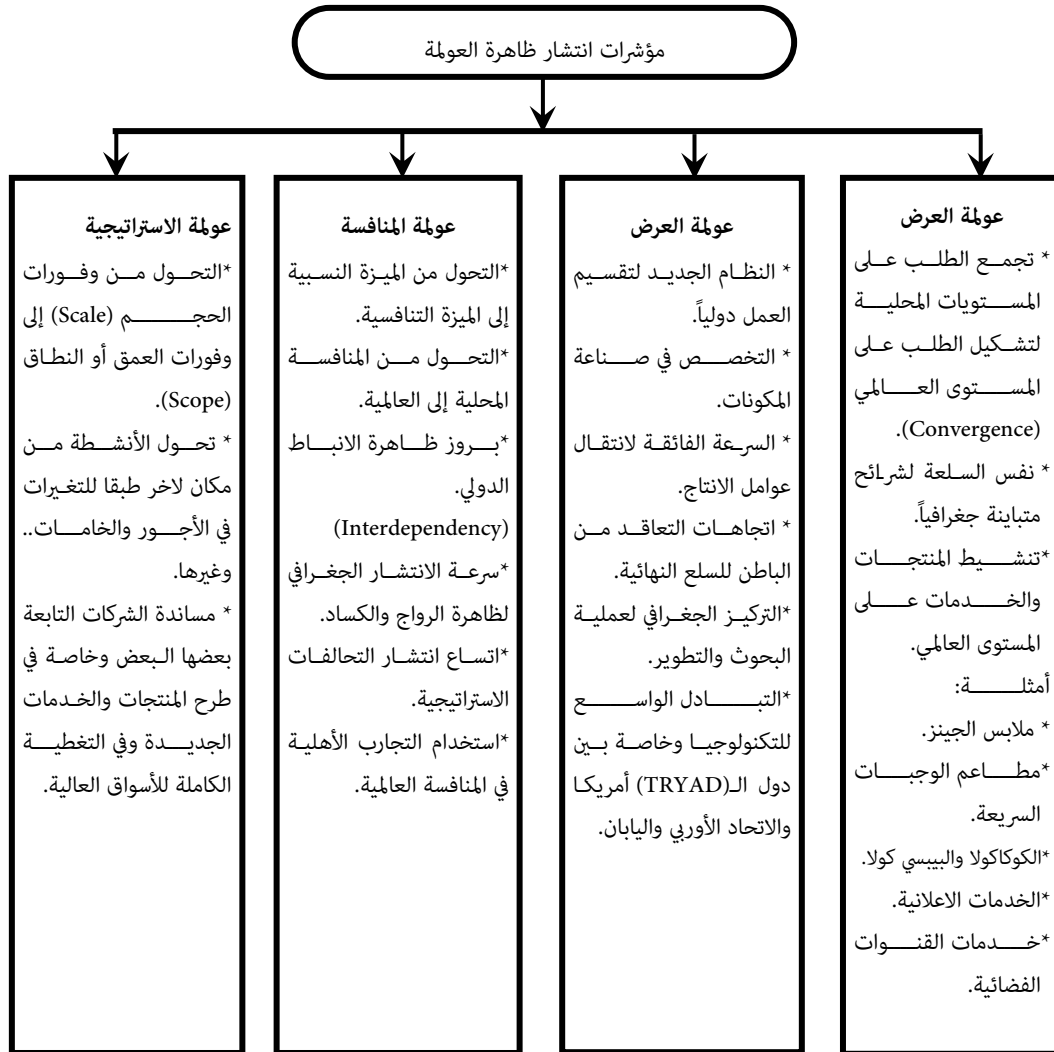 مؤشرات انتشار ظاهرة العولمة
عولمة العرض
* تجمع الطلب على
المستويات المحلية
لتشكيل الطلب على
المستوى العالمي
(Convergence).
* نفس السلعة لشرائح
متباينة جغرافياً.
*تنشيط المنتجات
والخدمات على
المستوى العالمي.
أمثلة:
* ملابس الجينز.
*مطاعم الوجبات
السريعة.
*الكوكاكولا والبيبسي كولا.
*الخدمات الاعلانية.
*خدمات القنوات
الفضائية.
عولمة العرض
* النظام الجديد لتقسيم
العمل دولياً.
* التخصص في صناعة
المكونات.
* السرعة الفائقة لانتقال
عوامل الانتاج.
* اتجاهات التعاقد من
الباطن للسلع النهائية.
*التركيز الجغرافي لعملية
البحوث والتطوير.
*التبادل الواسع
للتكنولوجيا وخاصة بين
دول الـ(TRYAD) أمريكا
والاتحاد الأوربي واليابان.
عولمة المنافسة
*التحول من الميزة النسبية
إلى الميزة التنافسية.
*التحول من المنافسة
المحلية إلى العالمية.
*بروز ظاهرة الانباط
الدولي.
(Interdependency)
*سرعة الانتشار الجغرافي
لظاهرة الرواج والكساد.
*اتساع انتشار التحالفات
الاستراتيجية.
*استخدام التجارب الأهلية
في المنافسة العالمية.
عولمة الاستراتيجية
*التحول من وفورات
الحجم (Scale) إلى
وفورات العمق أو النطاق
(Scope).
* تحول الأنشطة من
مكان لاخر طبقا للتغيرات
في الأجور والخامات..
وغيرها.
* مساندة الشركات التابعة
بعضها البعض وخاصة في
طرح المنتجات والخدمات
الجديدة وفي التغطية
الكاملة للأسواق العالية.